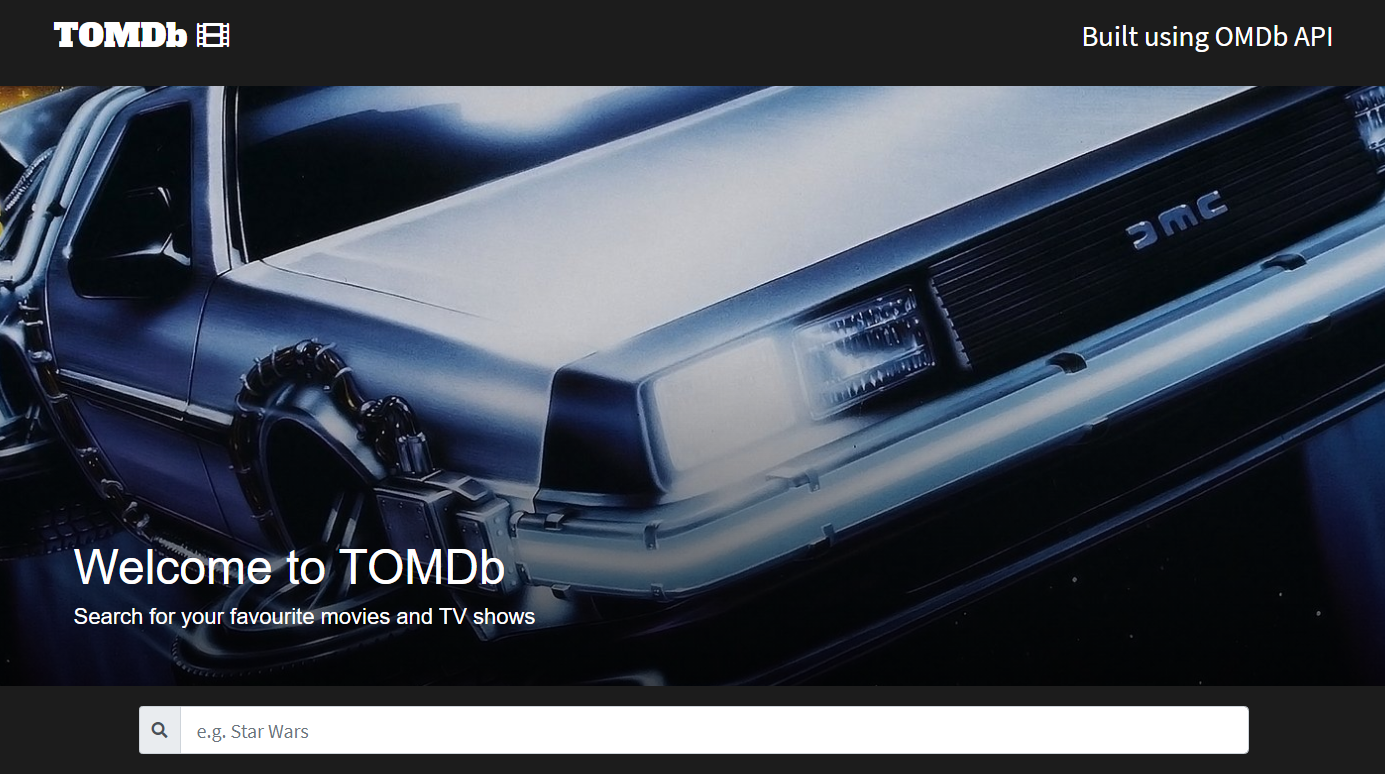 TOMDb
Built using OMDb API
DMC
Welcome to TOMDb
Search for your favourite movies and TV shows
e.g. Star Wars